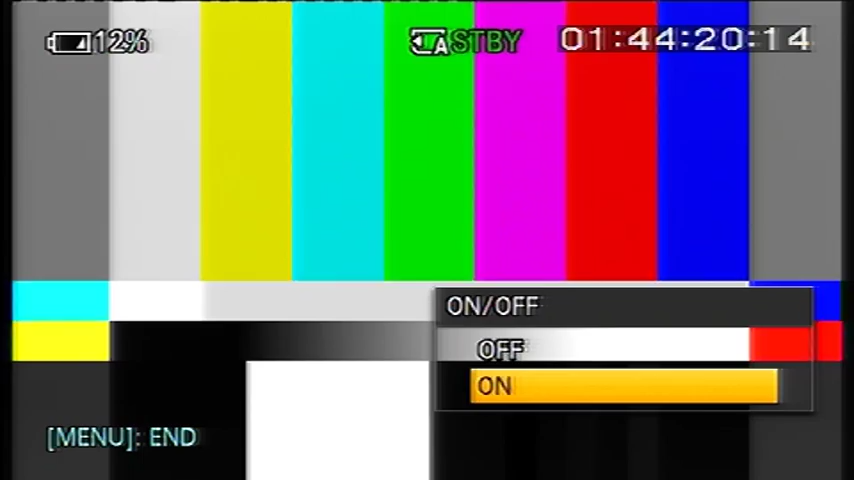 12%
A STBY
01:44:20:14
ON/OFF
OFF
ON
[MENU]: END